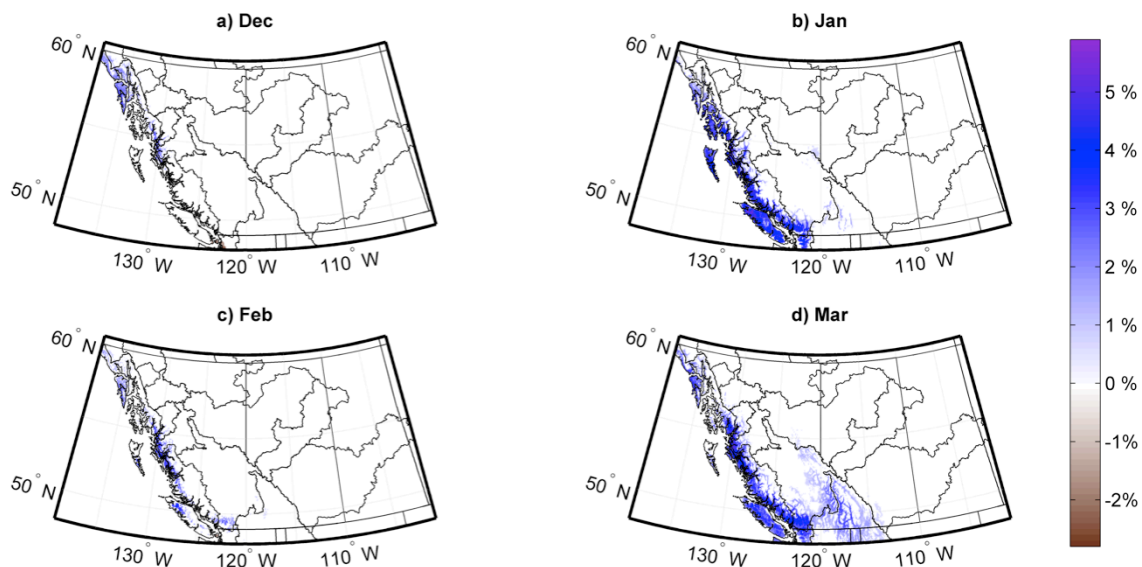 a) Dec
b) Jan
60° N
50° N
130° W
120° W
110° W
60° N
50° N
130° W
120° W
110° W
c) Feb
d) Mar
60° N
50° N
130° W
120° W
110° W
60° N
50° N
130° W
120° W
110° W
5 %
4 %
3 %
2 %
1 %
0 %
-1%
-2%